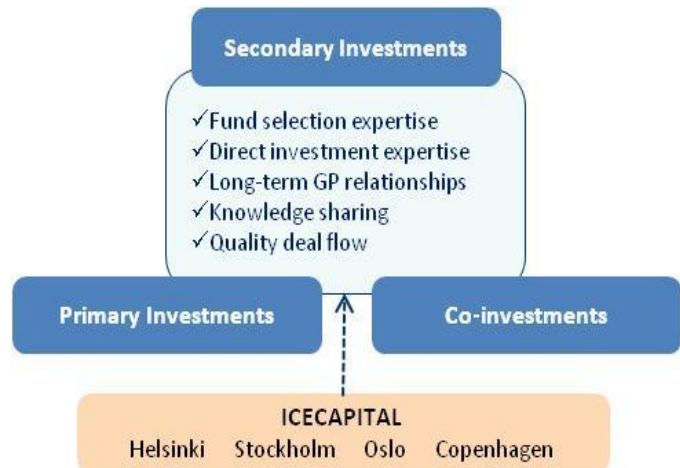 Secondary Investments
✓Fund selection expertise
✓Direct investment expertise
✓Long-term GP relationships
✓Knowledge sharing
✓Quality deal flow
Primary Investments
Co-investments
ICECAPITAL
Helsinki Stockholm Oslo Copenhagen